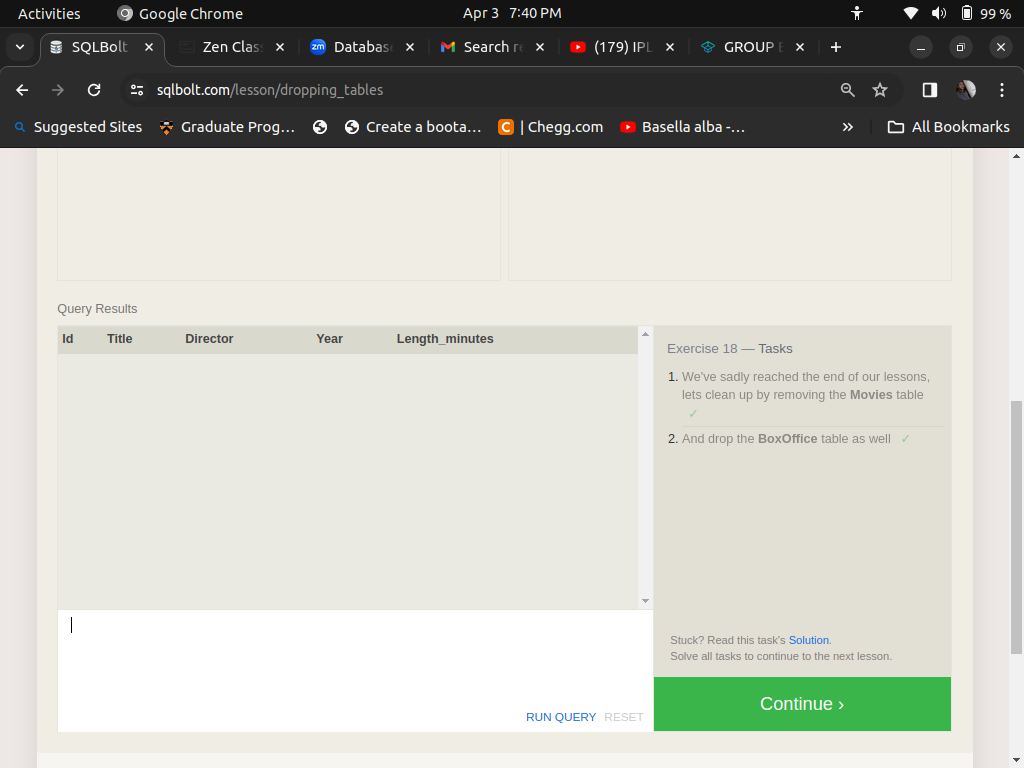 Activities Google Chrome Apr 3 7:40 PM 99 %
SQLBolt Zen Clas Databas Search re (179) IPL GROUP B
sqlbolt.com/lesson/dropping_tables
Suggested Sites Graduate Prog... Create a boota... | Chegg.com Basella alba -... » All Bookmarks
Query Results
Id Title Director Year Length_minutes
Exercise 18 — Tasks
1. We've sadly reached the end of our lessons,
lets clean up by removing the Movies table
✓
2. And drop the BoxOffice table as well ✓
Stuck? Read this task's Solution.
Solve all tasks to continue to the next lesson.
RUN QUERY RESET
Continue ›